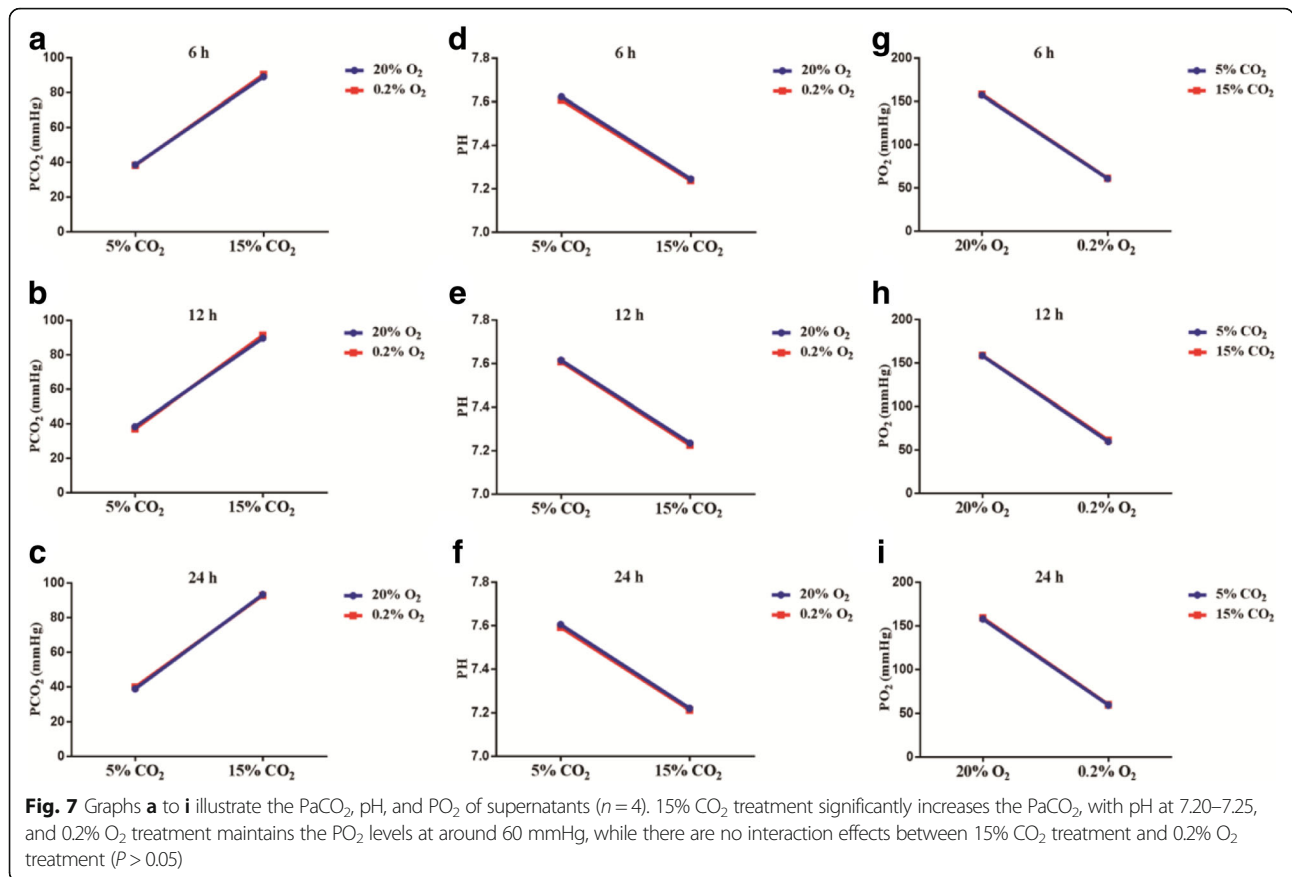 a
6 h
100
80
60
40
20
0
PCO₂ (mmHg)
5% CO₂
15% CO₂
20% O₂
0.2% O₂
d
6 h
7.8
7.6
7.4
7.2
7.0
PH
5% CO₂
15% CO₂
20% O₂
0.2% O₂
g
6 h
200
150
100
50
0
PO₂ (mmHg)
20% O₂
0.2% O₂
5% CO₂
15% CO₂
b
12 h
100
80
60
40
20
0
PCO₂ (mmHg)
5% CO₂
15% CO₂
20% O₂
0.2% O₂
e
12 h
7.8
7.6
7.4
7.2
7.0
PH
5% CO₂
15% CO₂
20% O₂
0.2% O₂
h
12 h
200
150
100
50
0
PO₂ (mmHg)
20% O₂
0.2% O₂
5% CO₂
15% CO₂
c
24 h
100
80
60
40
20
0
PCO₂ (mmHg)
5% CO₂
15% CO₂
20% O₂
0.2% O₂
f
24 h
7.8
7.6
7.4
7.2
7.0
PH
5% CO₂
15% CO₂
20% O₂
0.2% O₂
i
24 h
200
150
100
50
0
PO₂ (mmHg)
20% O₂
0.2% O₂
5% CO₂
15% CO₂
Fig. 7 Graphs a to i illustrate the PaCO₂, pH, and PO₂ of supernatants (n = 4). 15% CO₂ treatment significantly increases the PaCO₂, with pH at 7.20–7.25,
and 0.2% O₂ treatment maintains the PO₂ levels at around 60 mmHg, while there are no interaction effects between 15% CO₂ treatment and 0.2% O₂
treatment (P > 0.05)